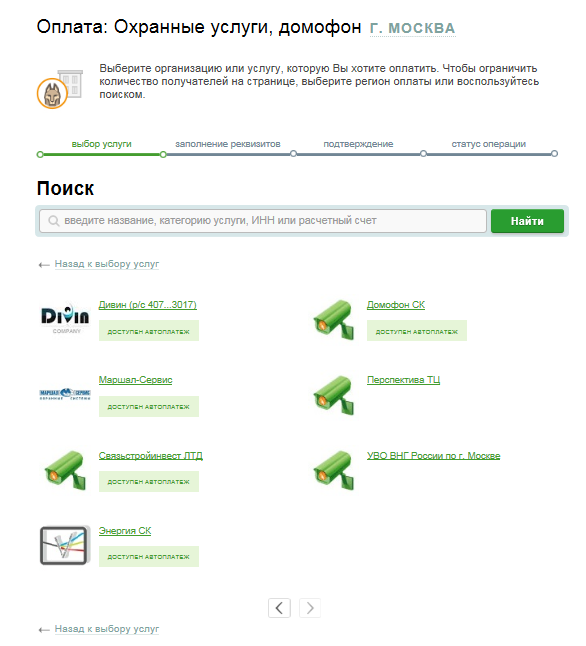 Оплата: Охранные услуги, домофон Г. МОСКВА
Выберите организацию или услугу, которую Вы хотите оплатить. Чтобы ограничить
количество получателей на странице, выберите регион оплаты или воспользуйтесь
поиском.
выбор услуги заполнение реквизитов подтверждение статус операции
Поиск
введите название, категорию услуги, ИНН или расчетный счет Найти
Назад к выбору услуг
Дивин (р/с 407...3017) Домофон СК
Divin
COMPANY
ДОСТУПЕН АВТОПЛАТЕЖ ДОСТУПЕН АВТОПЛАТЕЖ
Маршал-Сервис Перспектива ТЦ
МАРШАЛ СЕРВИС
ОХРАННЫЕ СИСТЕМЫ
ДОСТУПЕН АВТОПЛАТЕЖ
Связьстройинвест ЛТД УВО ВНГ России по г. Москве
ДОСТУПЕН АВТОПЛАТЕЖ
Энергия СК
ДОСТУПЕН АВТОПЛАТЕЖ
Назад к выбору услуг